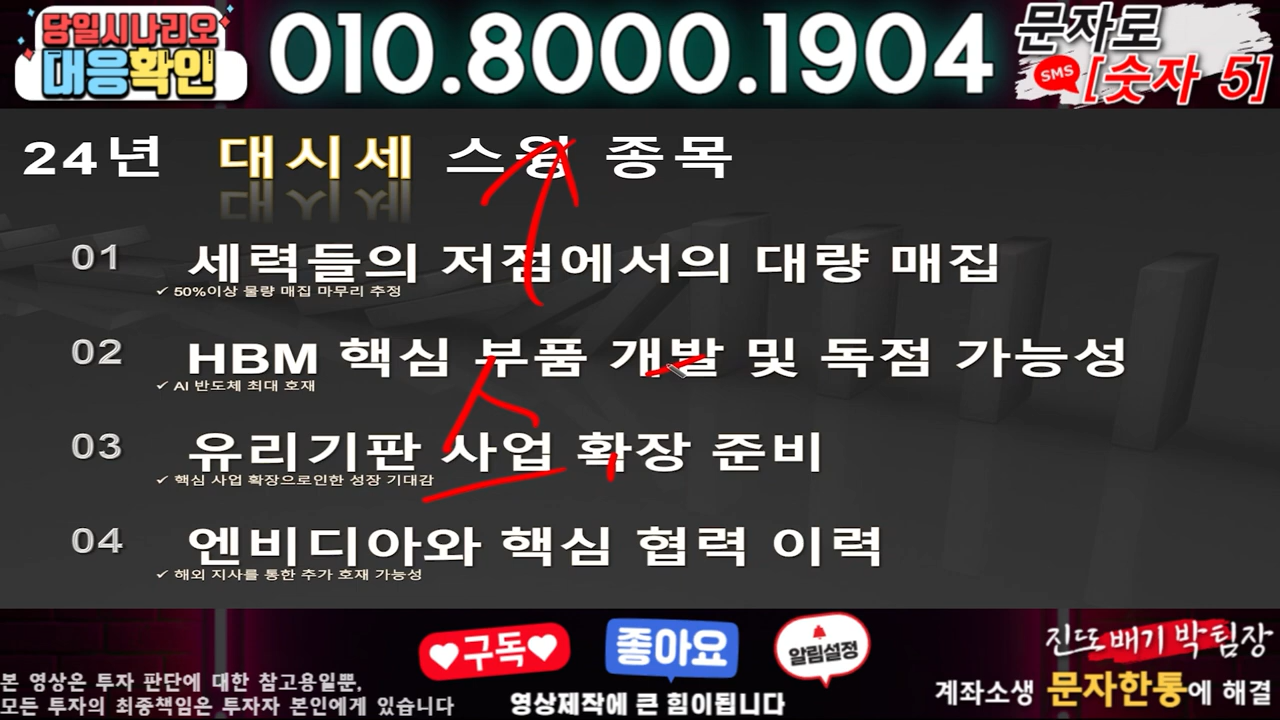 당일시나리오
대응확인
010.8000.1904
문자로
SMS [숫자 5]
24년 대시세 스윙 종목
01 세력들의 저점에서의 대량 매집
✓ 50%이상 물량 매집 마무리 추정
02 HBM 핵심 부품 개발 및 독점 가능성
✓ AI 반도체 최대 호재
03 유리기판 사업 확장 준비
✓ 핵심 사업 확장으로인한 성장 기대감
04 엔비디아와 핵심 협력 이력
✓ 해외 지사를 통한 추가 호재 가능성
구독
좋아요
알림설정
영상제작에 큰 힘이됩니다
본 영상은 투자 판단에 대한 참고용일뿐,
모든 투자의 최종책임은 투자자 본인에게 있습니다
진또배기 박팀장
계좌소생 문자한통에 해결